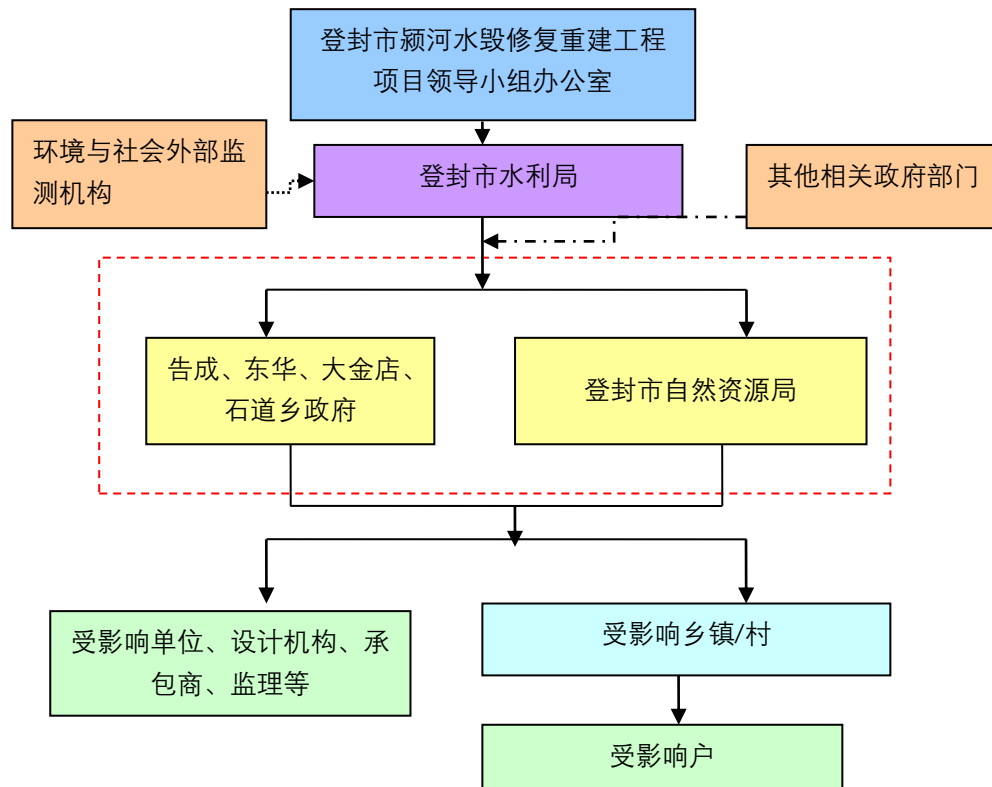 登封市颍河水毁修复重建工程
项目领导小组办公室
环境与社会外部监
测机构
登封市水利局
其他相关政府部门
告成、东华、大金店、
石道乡政府
登封市自然资源局
受影响单位、设计机构、承
包商、监理等
受影响乡镇/村
受影响户